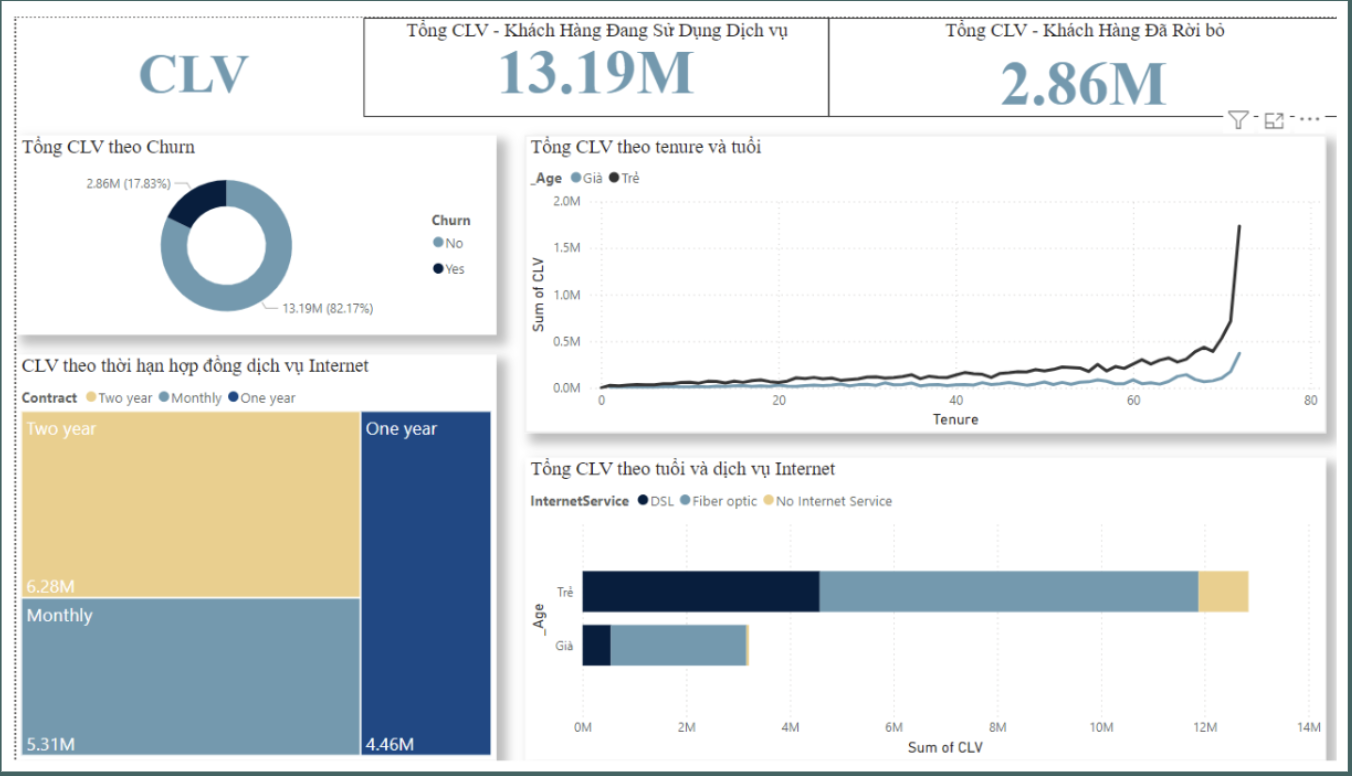 CLV
Tổng CLV - Khách Hàng Đang Sử Dụng Dịch vụ
13.19M
Tổng CLV - Khách Hàng Đã Rời bỏ
2.86M
Tổng CLV theo Churn
2.86M (17.83%)
13.19M (82.17%)
Churn
No
Yes
Tổng CLV theo tenure và tuổi
_Age Già Trẻ
2.0M
1.5M
1.0M
0.5M
0.0M
Sum of CLV
0 20 40 60 80
Tenure
CLV theo thời hạn hợp đồng dịch vụ Internet
Contract Two year Monthly One year
Two year
6.28M
Monthly
5.31M
One year
4.46M
Tổng CLV theo tuổi và dịch vụ Internet
InternetService DSL Fiber optic No Internet Service
_Age
Trẻ
Già
0M 2M 4M 6M 8M 10M 12M 14M
Sum of CLV